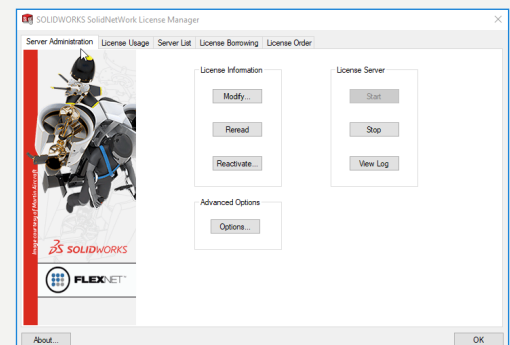 SOLIDWORKS SolidNetWork License Manager
Server Administration License Usage Server List License Borrowing License Order
License Information
Modify...
Reread
Reactivate...
License Server
Start
Stop
View Log
Advanced Options
Options...
Image courtesy of Martin Aircraft
3S SOLIDWORKS
FLEXNET
About...
OK